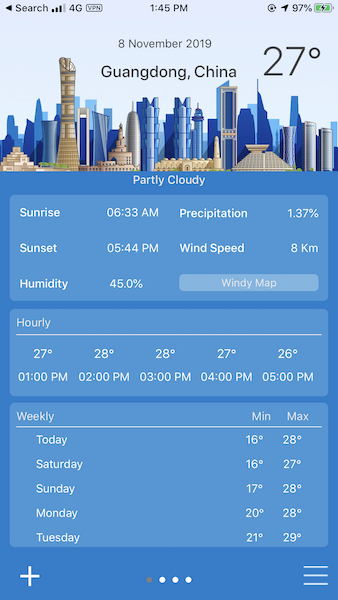 Search 4G VPN 1:45 PM 97%
8 November 2019
27°
Guangdong, China
Partly Cloudy
Sunrise 06:33 AM Precipitation 1.37%
Sunset 05:44 PM Wind Speed 8 Km
Humidity 45.0% Windy Map
Hourly
27° 28° 28° 27° 26°
01:00 PM 02:00 PM 03:00 PM 04:00 PM 05:00 PM
Weekly Min Max
Today 16° 28°
Saturday 16° 27°
Sunday 17° 28°
Monday 20° 28°
Tuesday 21° 29°